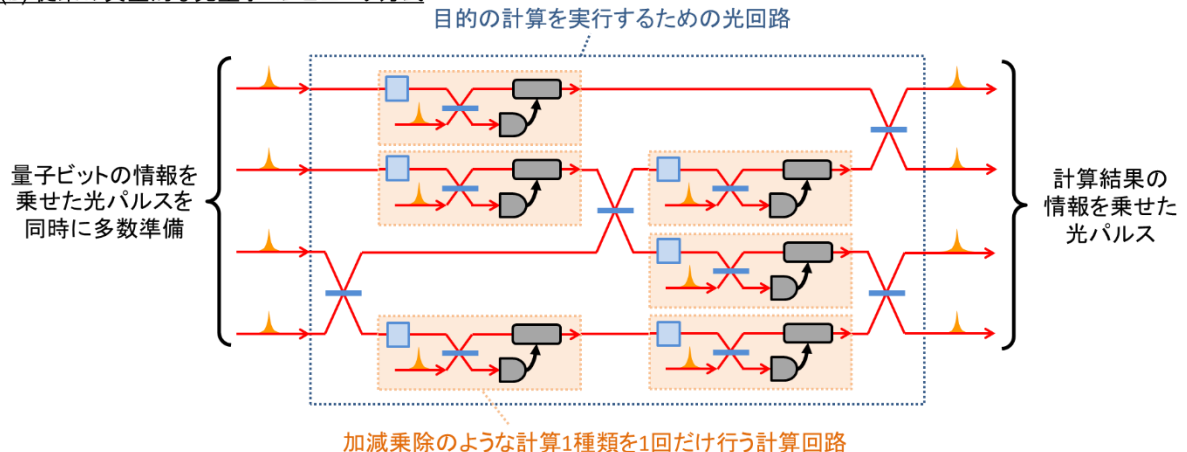 目的の計算を実行するための光回路
量子ビットの情報を
乗せた光パルスを
同時に多数準備
計算結果の
情報を乗せた
光パルス
加減乗除のような計算1種類を1回だけ行う計算回路